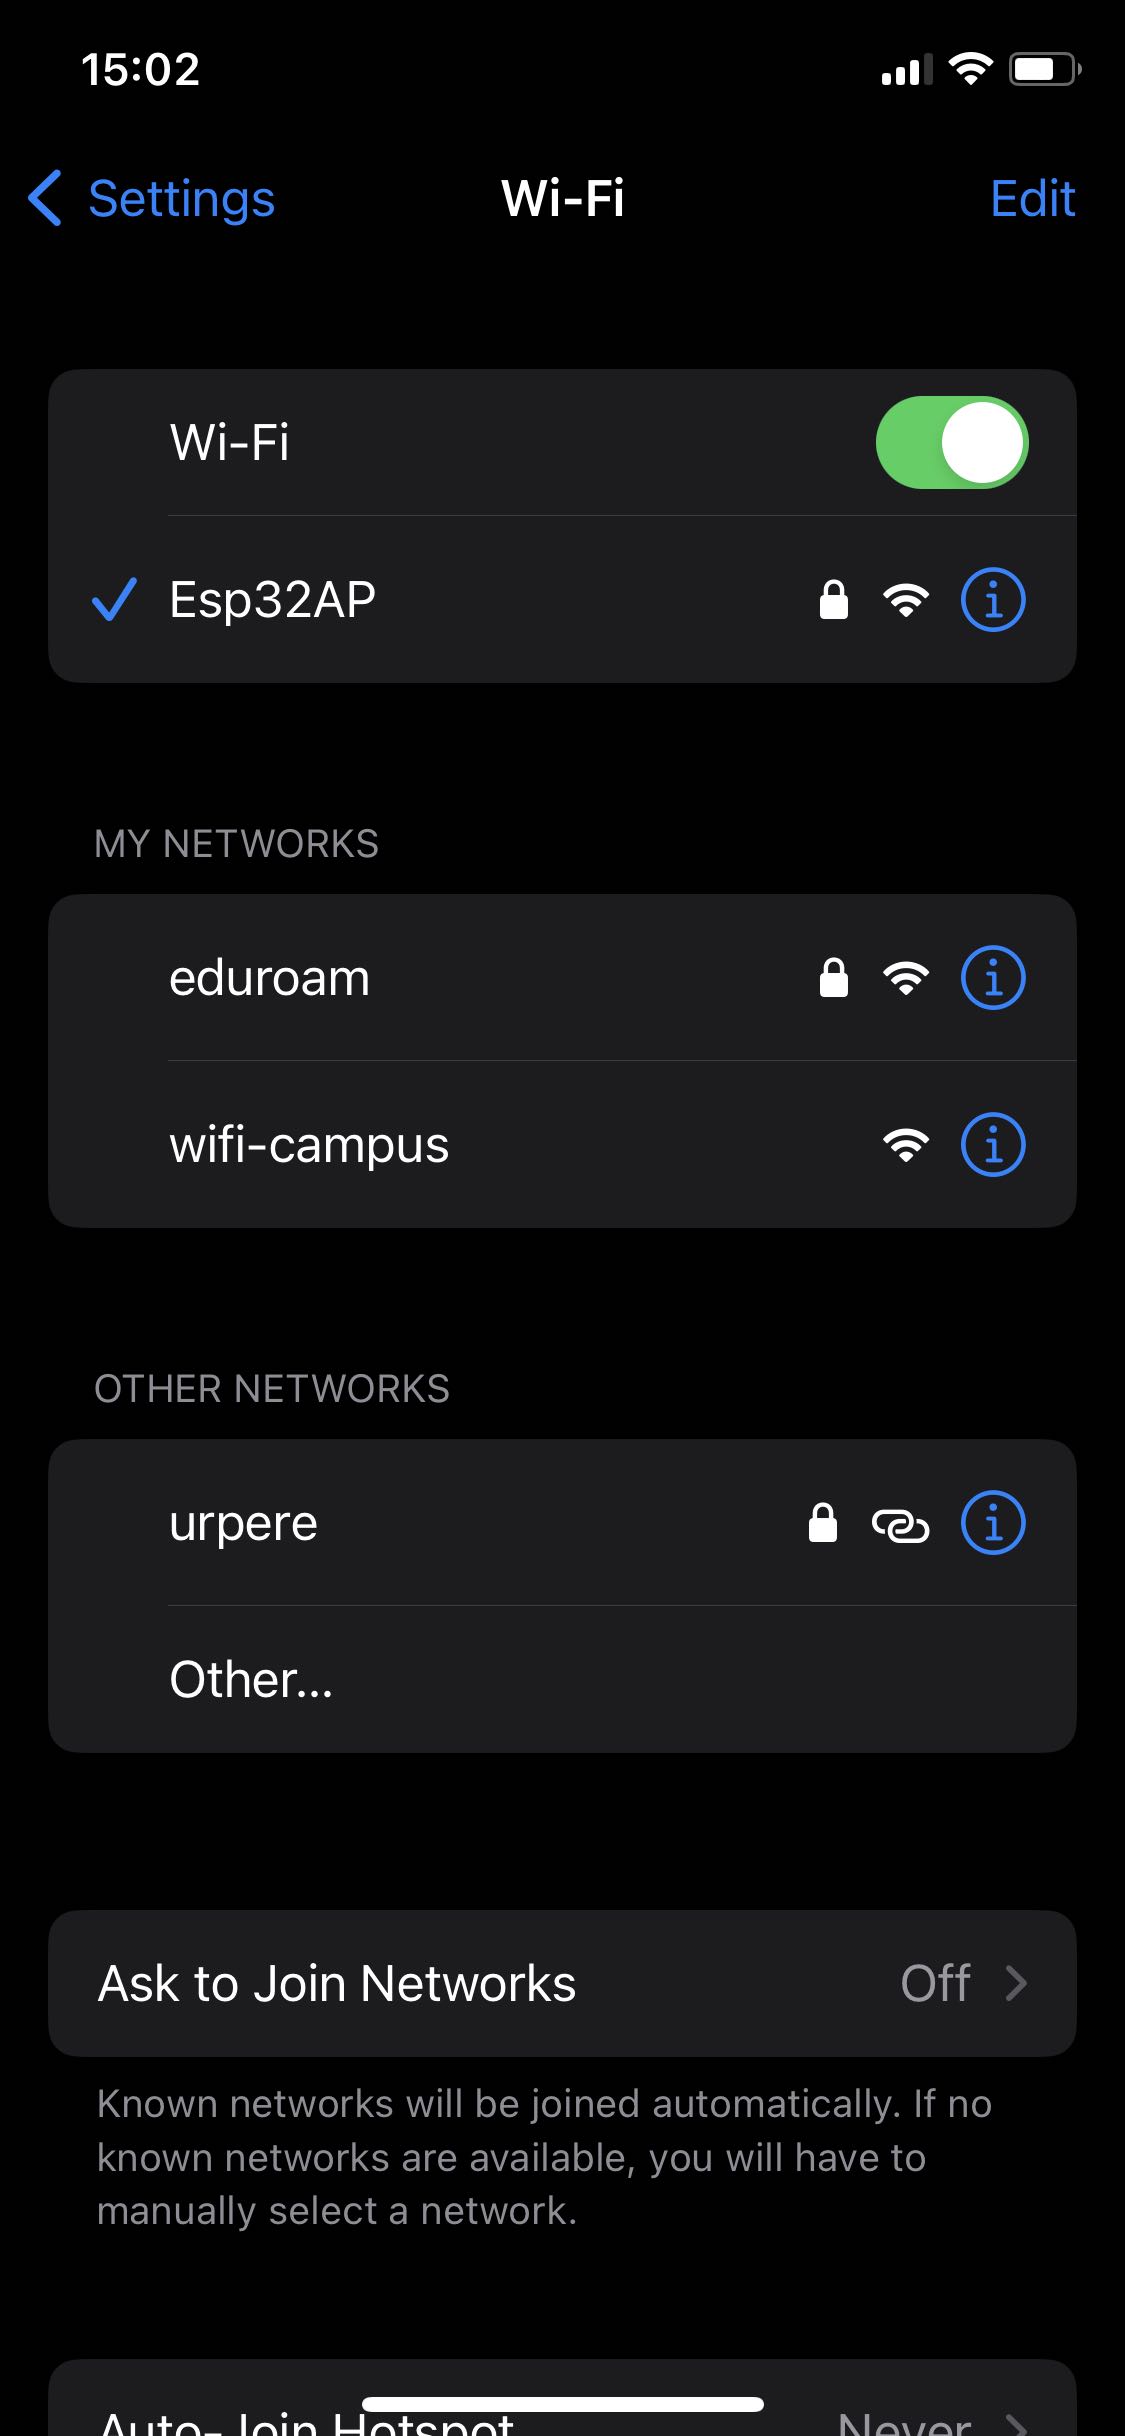 15:02
Settings
Wi-Fi
Edit
Wi-Fi
Esp32AP
MY NETWORKS
eduroam
wifi-campus
OTHER NETWORKS
urpere
Other...
Ask to Join Networks
Off
Known networks will be joined automatically. If no
known networks are available, you will have to
manually select a network.
Auto-Join Hotspot
Never